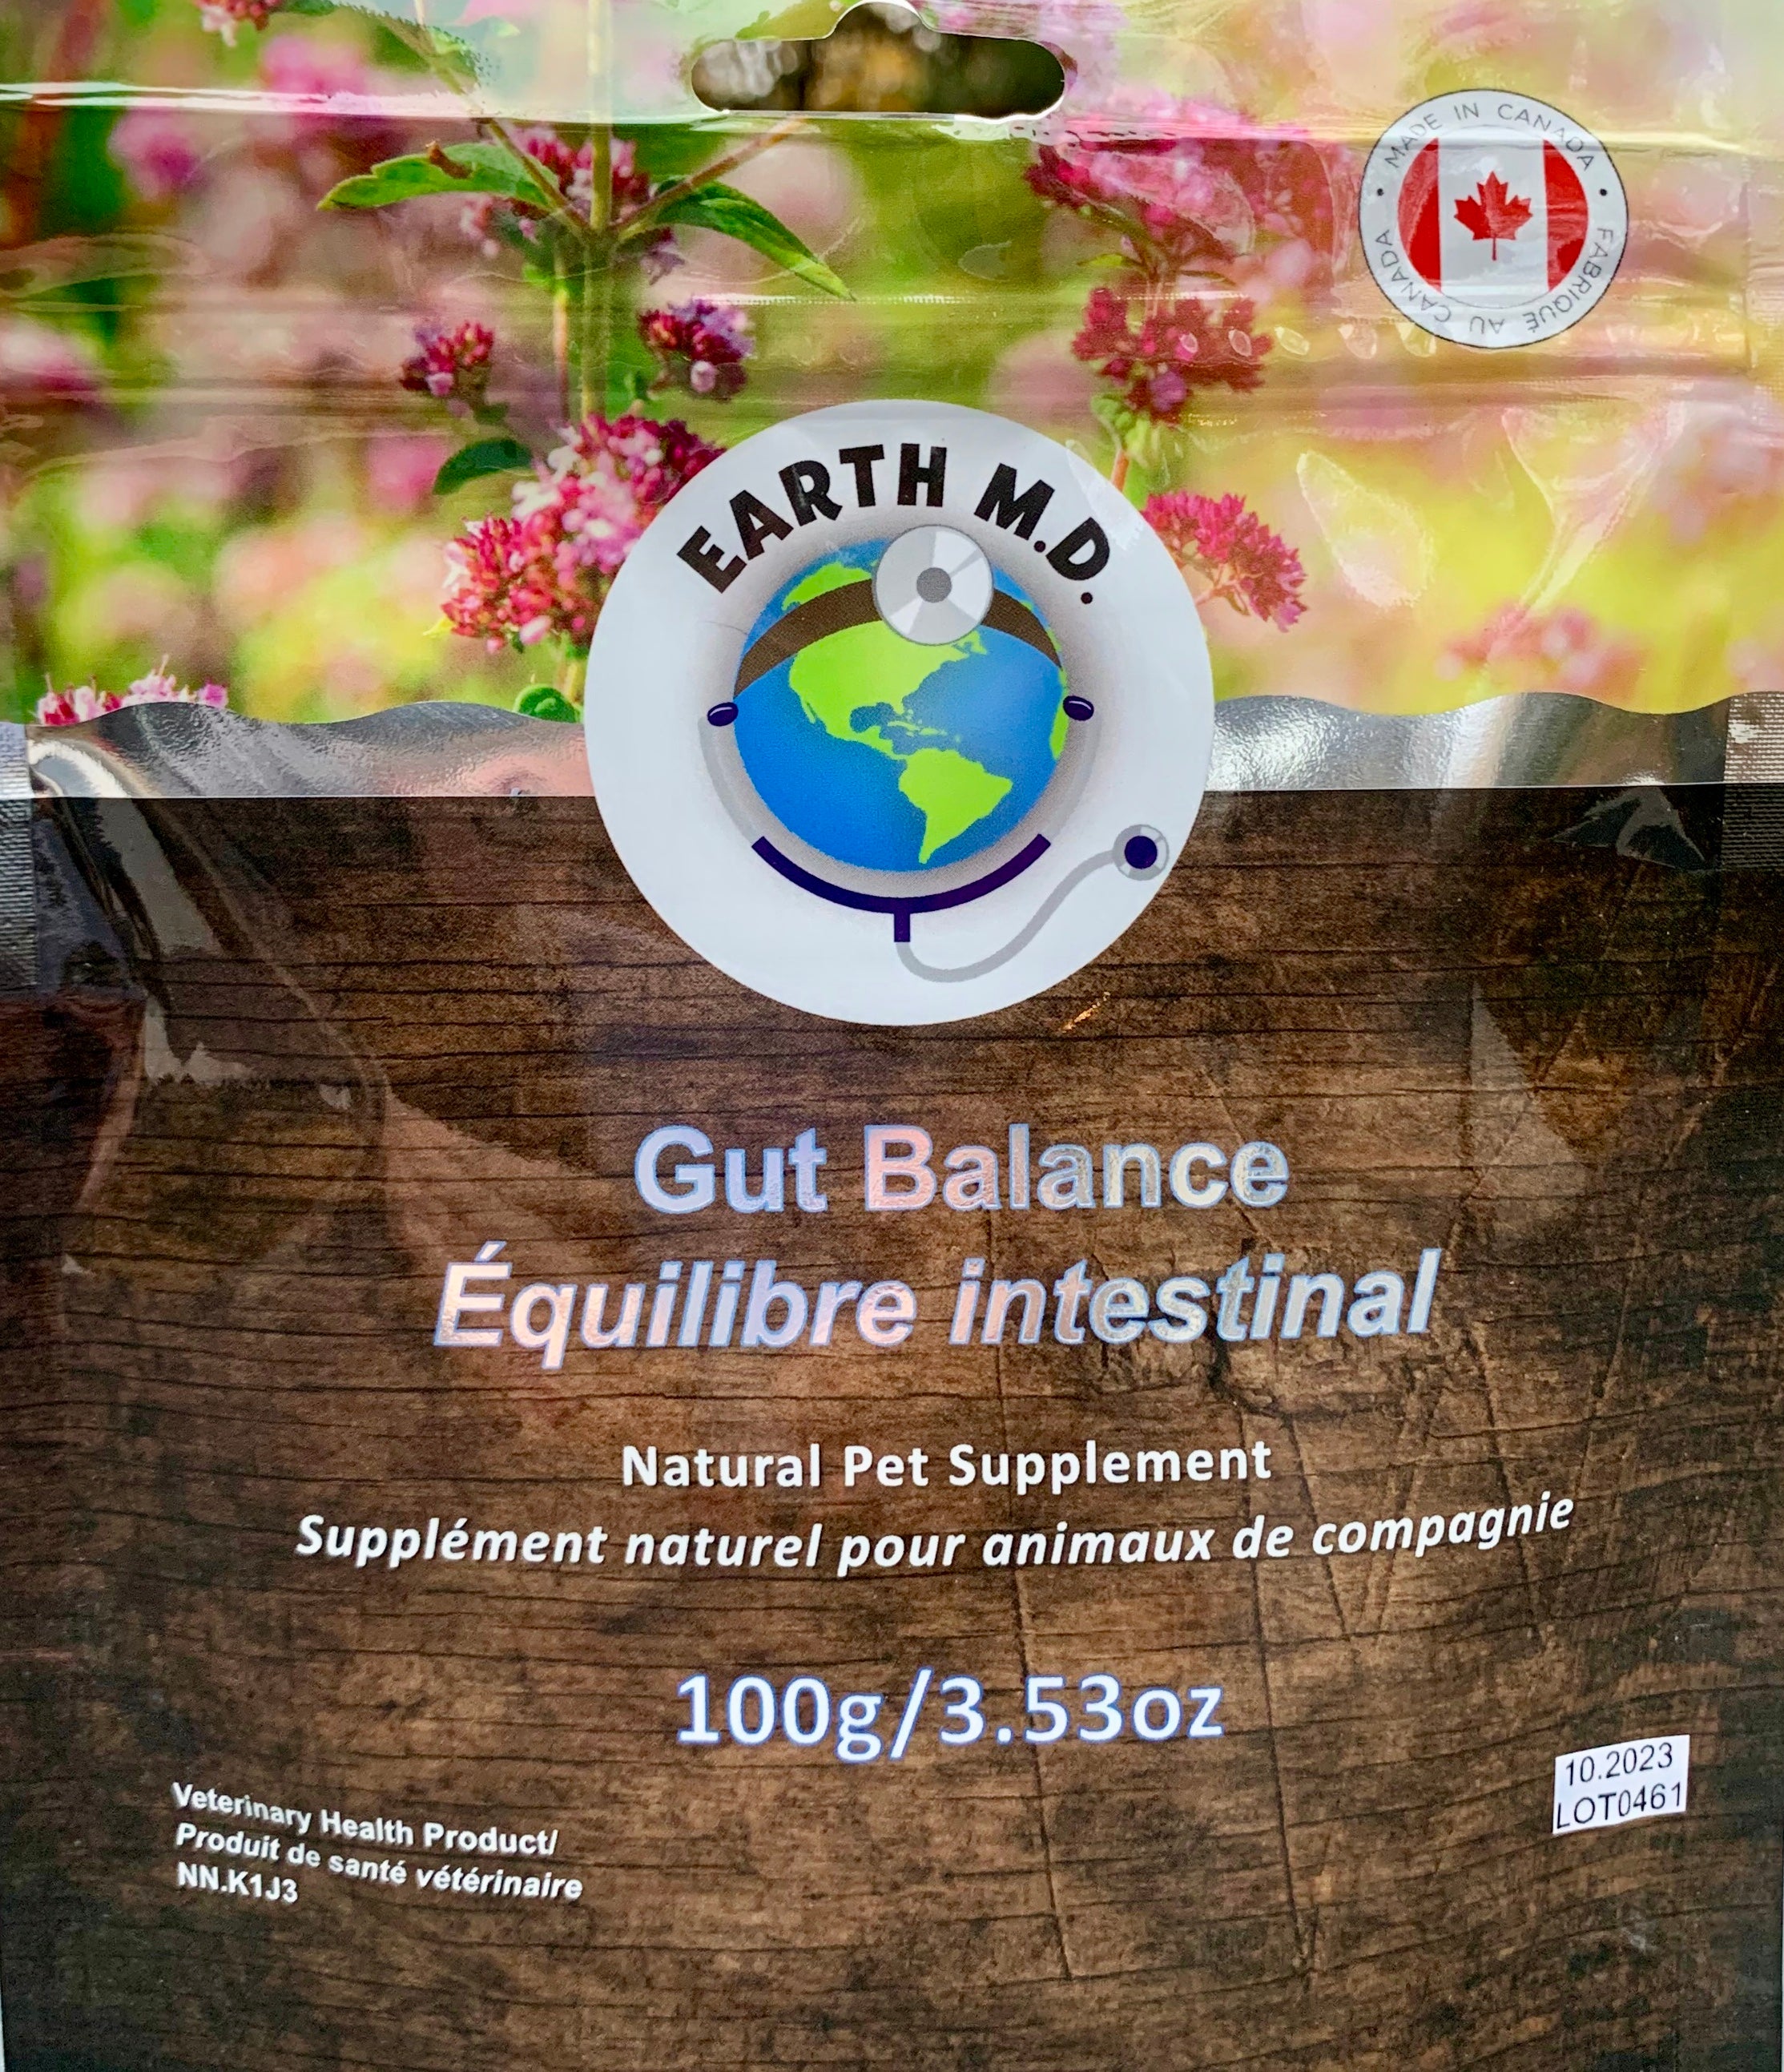 MADE IN CANADA
FABRIQUÉ AU CANADA
EARTH M.D.
Gut Balance
Équilibre intestinal
Natural Pet Supplement
Supplément naturel pour animaux de compagnie
100g/3.53oz
10.2023
LOT0461
Veterinary Health Product/
Produit de santé vétérinaire
NN.K1J3